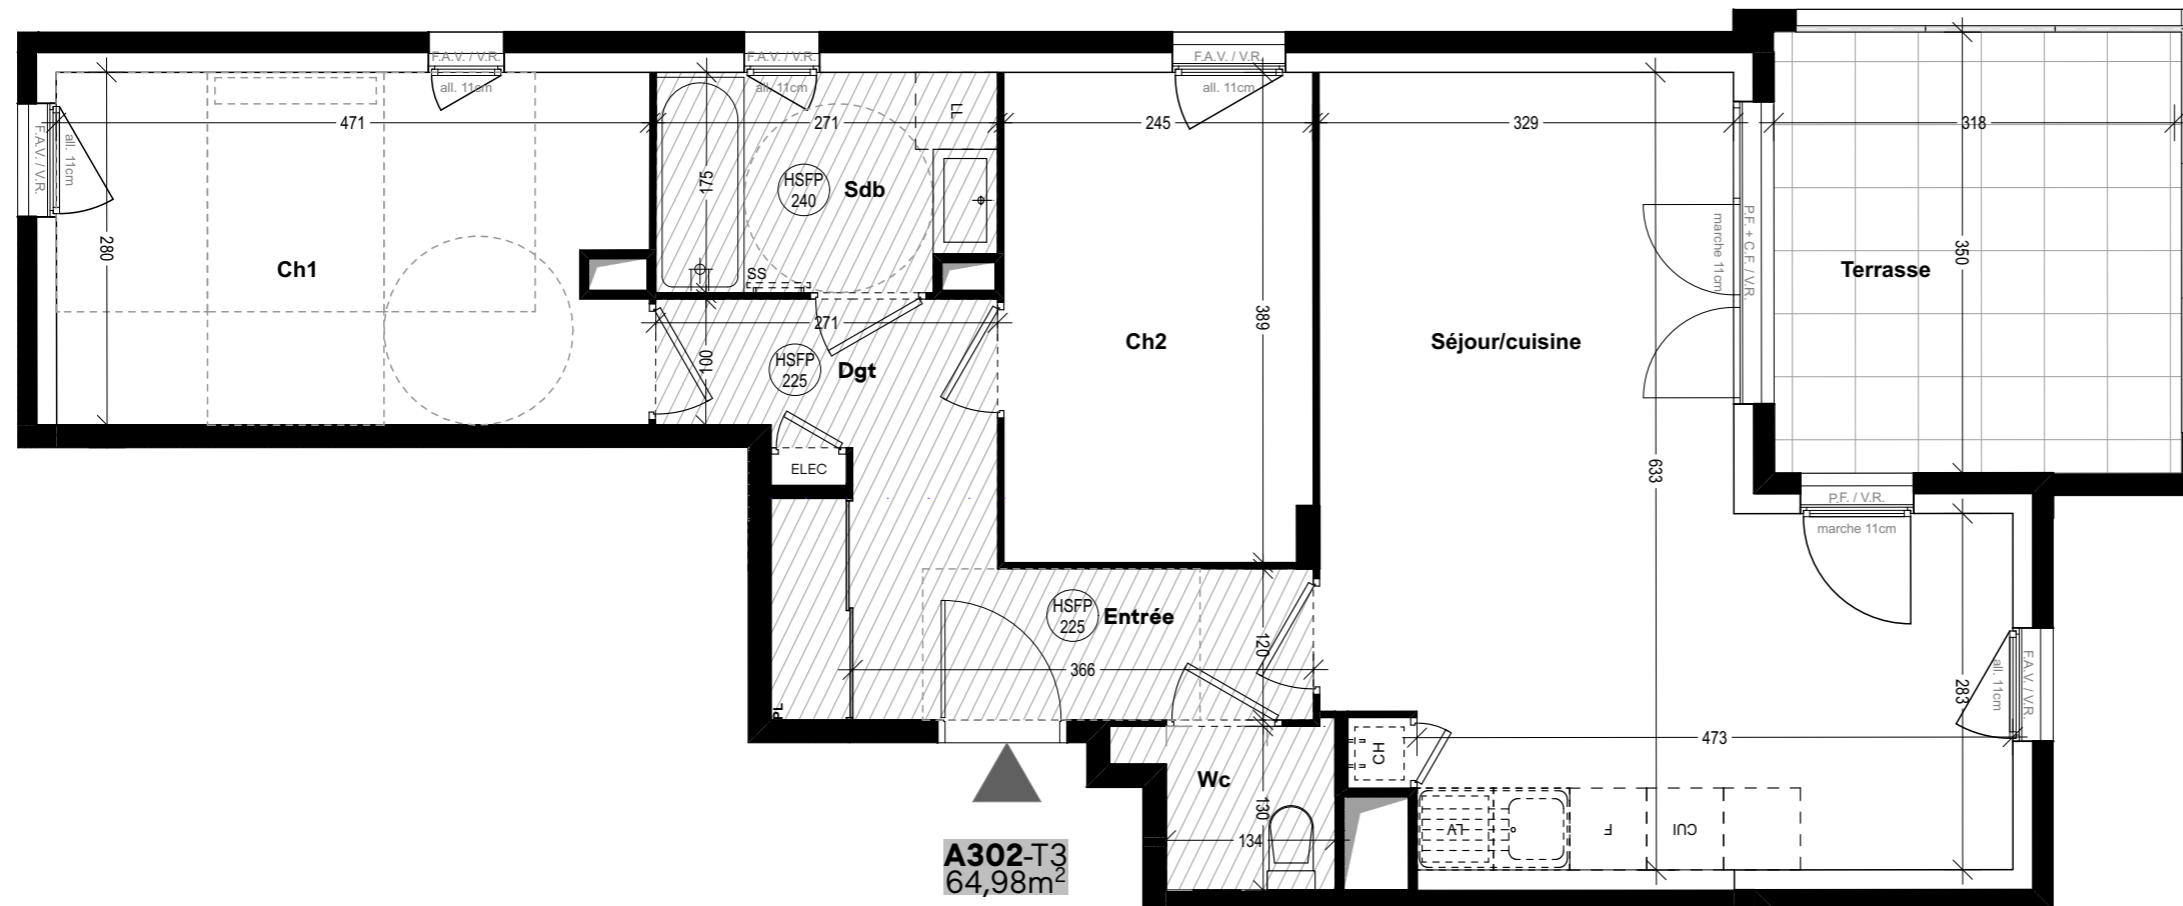 F.A.V. / V.R.
all. 11cm
F.A.V. / V.R.
all. 11cm
F.A.V. / V.R.
all. 11cm
F.A.V. / V.R.
all. 11cm
471
271
245
329
318
LL
175
HSFP
240
Sdb
280
Ch1
SS
P.F. + C.F. / V.R.
marche 11cm
350
Terrasse
271
389
Ch2
Séjour/cuisine
100
HSFP
225
Dgt
ELEC
633
P.F. / V.R.
marche 11cm
HSFP
225
Entrée
120
366
PL
283
F.A.V. / V.R.
all. 11cm
CH
473
Wc
130
134
LV
F
CUI
A302-T3
64,98m²